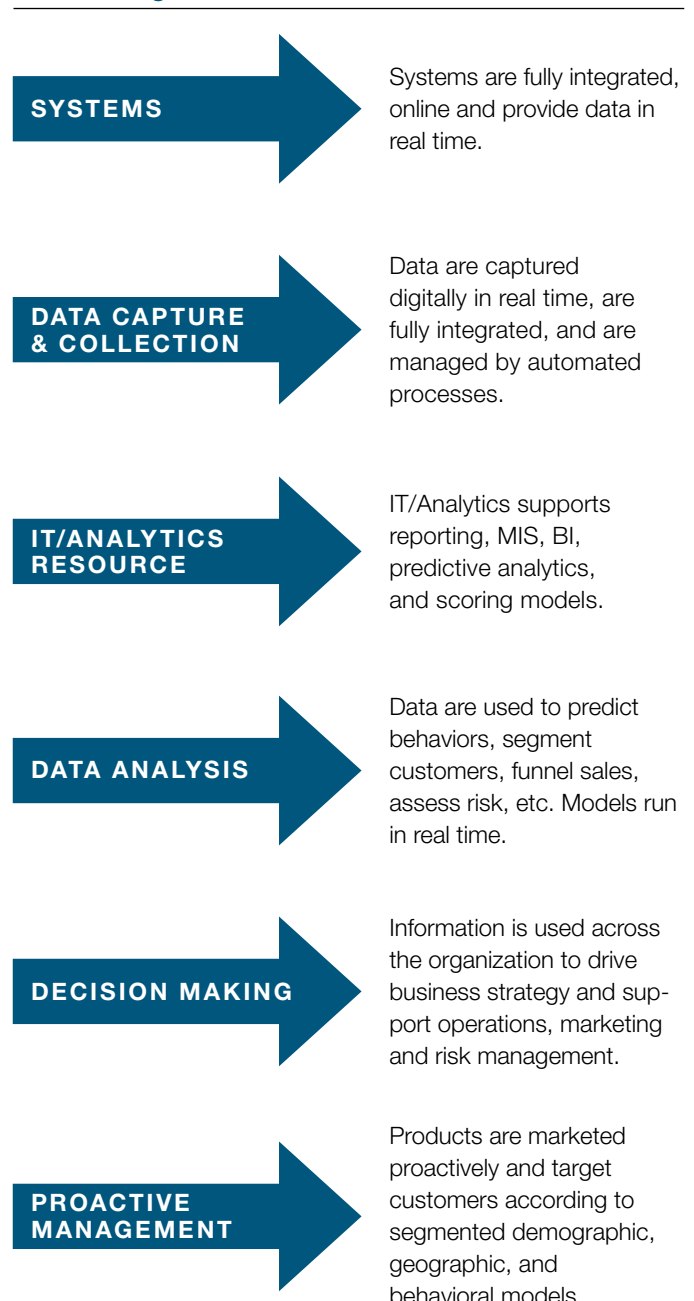 SYSTEMS
Systems are fully integrated,
online and provide data in
real time.
DATA CAPTURE
& COLLECTION
Data are captured
digitally in real time, are
fully integrated, and are
managed by automated
processes.
IT/ANALYTICS
RESOURCE
IT/Analytics supports
reporting, MIS, BI,
predictive analytics,
and scoring models.
DATA ANALYSIS
Data are used to predict
behaviors, segment
customers, funnel sales,
assess risk, etc. Models run
in real time.
DECISION MAKING
Information is used across
the organization to drive
business strategy and sup-
port operations, marketing
and risk management.
PROACTIVE
MANAGEMENT
Products are marketed
proactively and target
customers according to
segmented demographic,
geographic, and
behavioral models